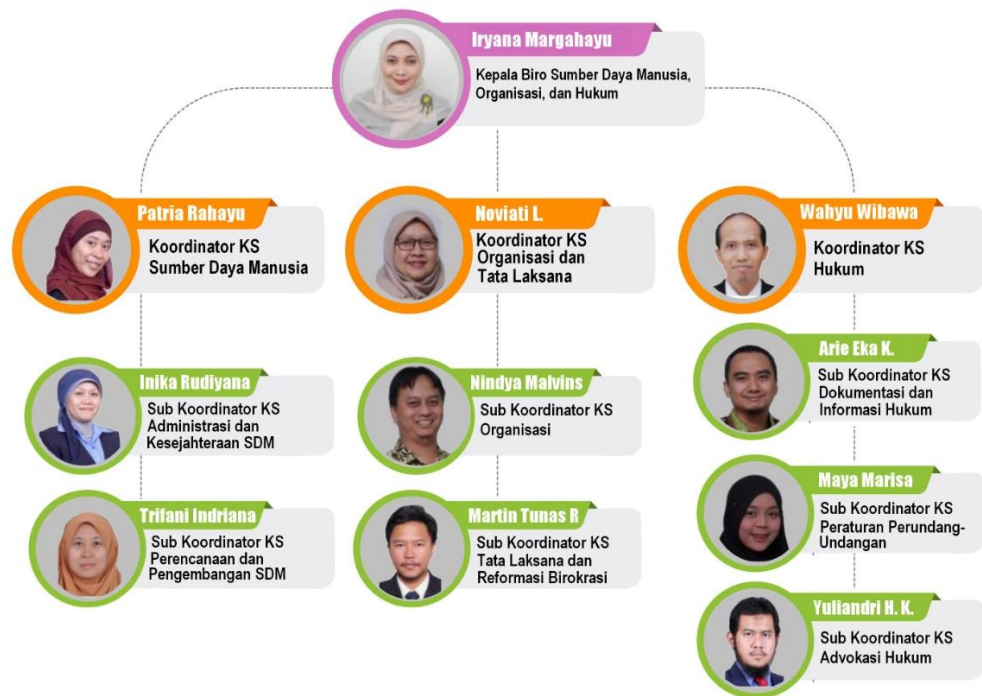 Iryana Margahayu
Kepala Biro Sumber Daya Manusia,
Organisasi, dan Hukum
Patria Rahayu
Koordinator KS
Sumber Daya Manusia
Noviati L.
Koordinator KS
Organisasi dan
Tata Laksana
Wahyu Wibawa
Koordinator KS
Hukum
Inika Rudiyana
Sub Koordinator KS
Administrasi dan
Kesejahteraan SDM
Nindya Malvins
Sub Koordinator KS
Organisasi
Arie Eka K.
Sub Koordinator KS
Dokumentasi dan
Informasi Hukum
Trifani Indriana
Sub Koordinator KS
Perencanaan dan
Pengembangan SDM
Martin Tunas R
Sub Koordinator KS
Tata Laksana dan
Reformasi Birokrasi
Maya Marisa
Sub Koordinator KS
Peraturan Perundang-
Undangan
Yuliandri H. K.
Sub Koordinator KS
Advokasi Hukum